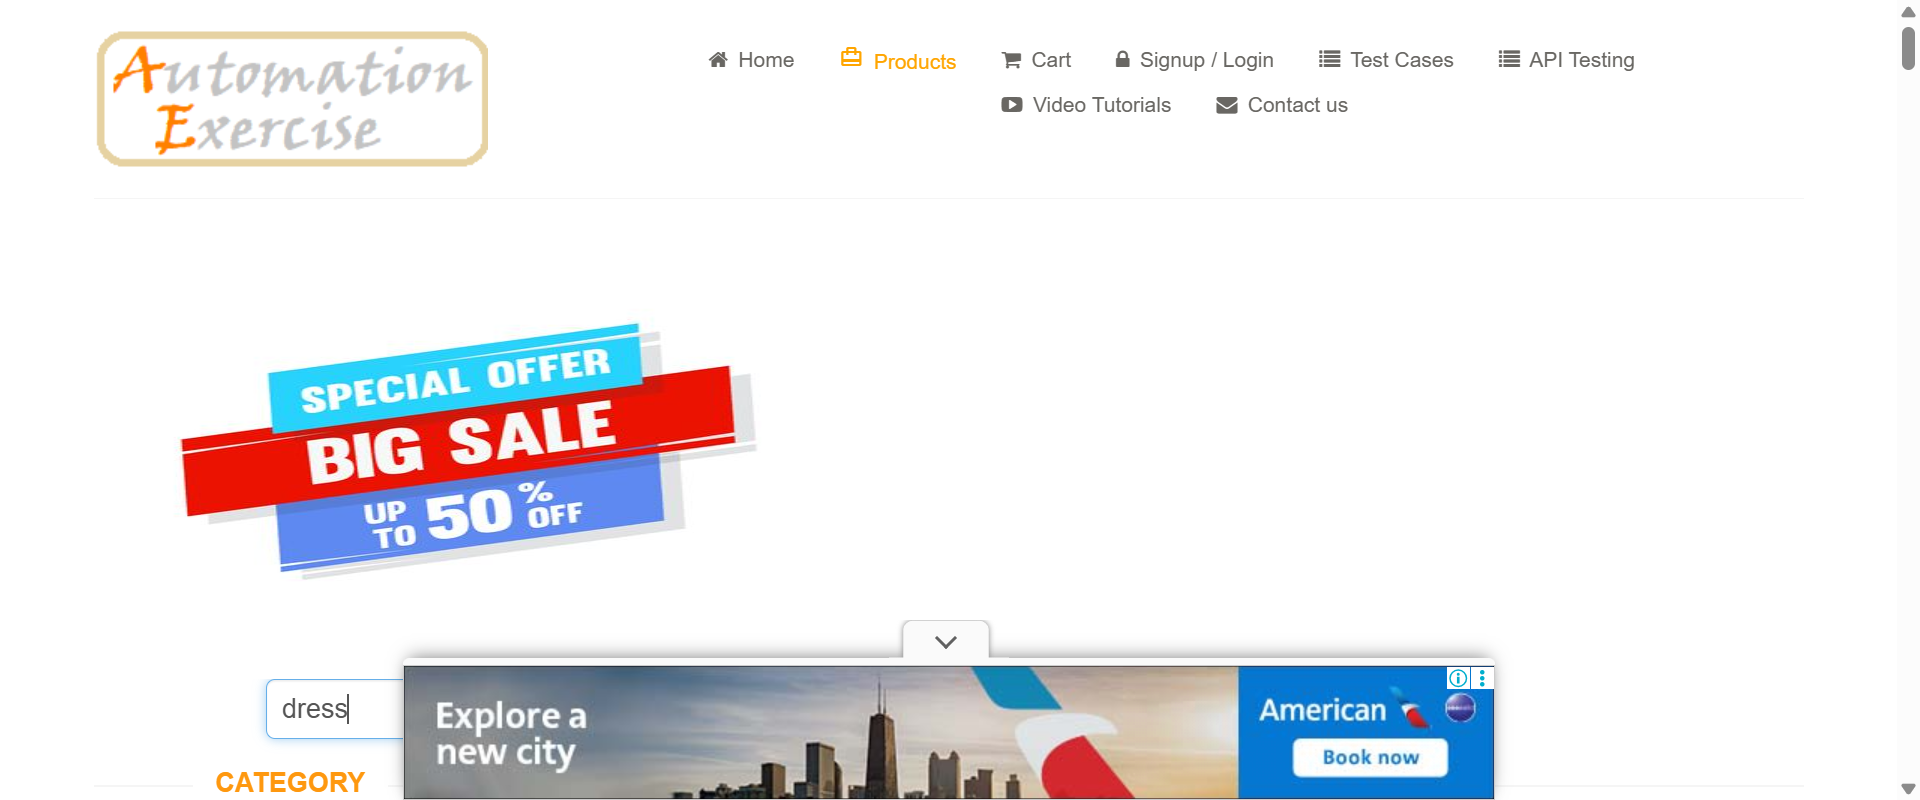 Automation
Exercise
Home
Products
Cart
Signup / Login
Test Cases
API Testing
Video Tutorials
Contact us
SPECIAL OFFER
BIG SALE
UP TO 50% OFF
dress
Explore a
new city
American
Book now
CATEGORY